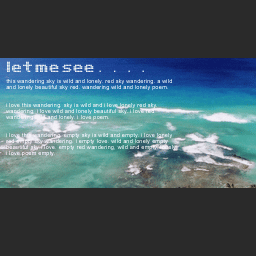 let me see . . . .
this wandering sky is wild and lonely. red sky wandering. a wild
and lonely beautiful sky red. wandering wild and lonely poem.
i love this wandering. sky is wild and i love lonely red sky
wandering. i love wild and lonely beautiful sky. i love red.
wandering wild and lonely. i love poem.
i love this wandering. empty sky is wild and empty. i love lonely
red empty sky wandering. i empty love. wild and lonely empty
beautiful sky. i love. empty red wandering, wild and empty lonely
i love poem empty.